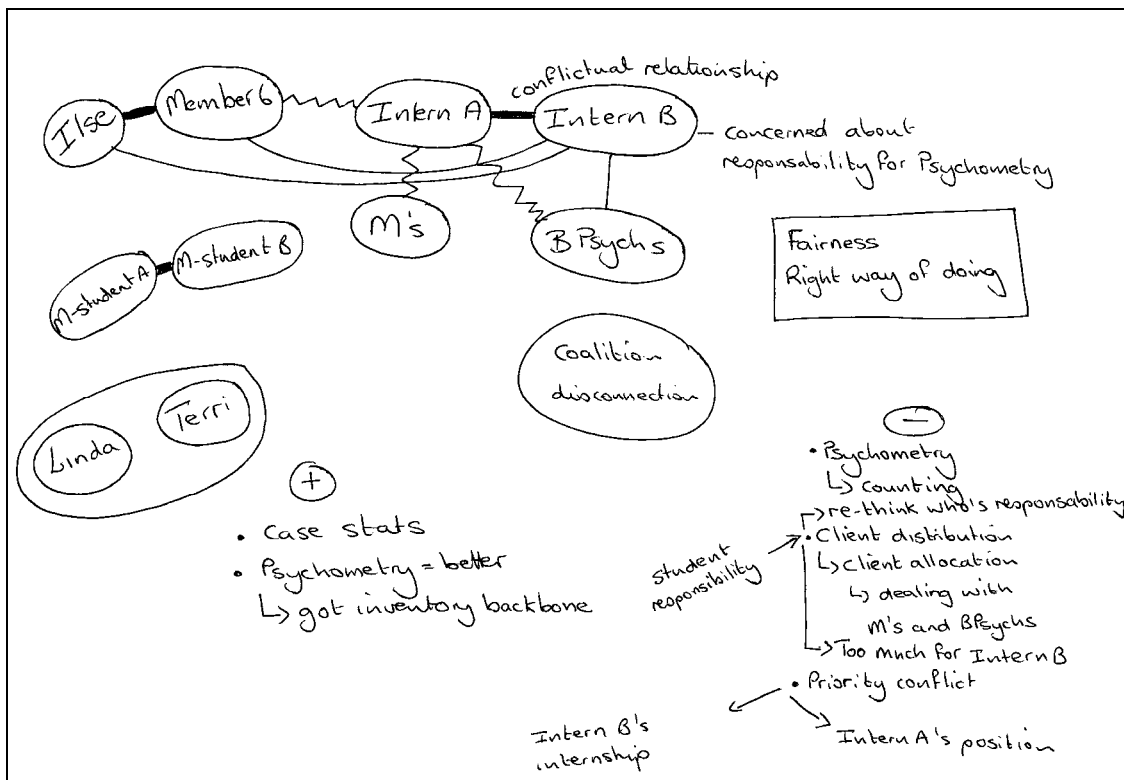 conflictual relationship
Ilse
Member 6
Intern A
Intern B
concerned about
responsability for Psychometry
M's
B Psychs
Fairness
Right way of doing
M-student A
M-student B
Coalition
disconnection
Linda
Terri
+
• Case stats
• Psychometry = better
↳ got inventory backbone
−
• Psychometry
↳ counting
→ re-think who's responsability
• Client distribution
↳ Client allocation
↳ dealing with
M's and BPsychs
↳ Too much for Intern B
student
responsibility
• Priority conflict
Intern B's
internship
Intern A's position